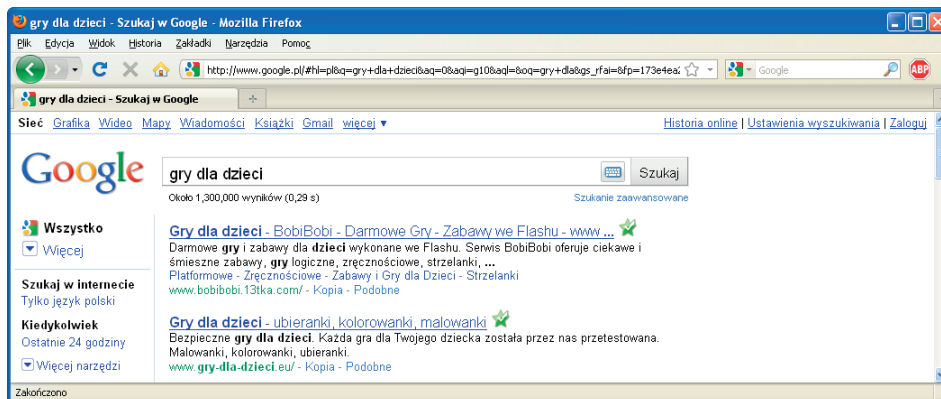 gry dla dzieci - Szukaj w Google - Mozilla Firefox
Plik Edycja Widok Historia Zakładki Narzędzia Pomoc
http://www.google.pl/#hl=pl&q=gry+dla+dzieci&aq=0&aqi=g10&aql=&oq=gry+dla&gs_rfai=&fp=173e4ea Google ABP
gry dla dzieci - Szukaj w Google
Sieć Grafika Wideo Mapy Wiadomości Książki Gmail więcej ▼ Historia online | Ustawienia wyszukiwania | Zaloguj
Google gry dla dzieci Szukaj
Około 1,300,000 wyników (0,29 s) Szukanie zaawansowane
Wszystko
Więcej
Szukaj w internecie
Tylko język polski
Kiedykolwiek
Ostatnie 24 godziny
Więcej narzędzi
Gry dla dzieci - BobiBobi - Darmowe Gry - Zabawy we Flashu - www ...
Darmowe gry i zabawy dla dzieci wykonane we Flashu. Serwis BobiBobi oferuje ciekawe i
śmieszne zabawy, gry logiczne, zręcznościowe, strzelanki, ...
Platformowe - Zręcznościowe - Zabawy i Gry dla Dzieci - Strzelanki
www.bobibobi.13tka.com/ - Kopia - Podobne
Gry dla dzieci - ubieranki, kolorowanki, malowanki
Bezpieczne gry dla dzieci. Każda gra dla Twojego dziecka została przez nas przetestowana.
Malowanki, kolorowanki, ubieranki.
www.gry-dla-dzieci.eu/ - Kopia - Podobne
Zakończono